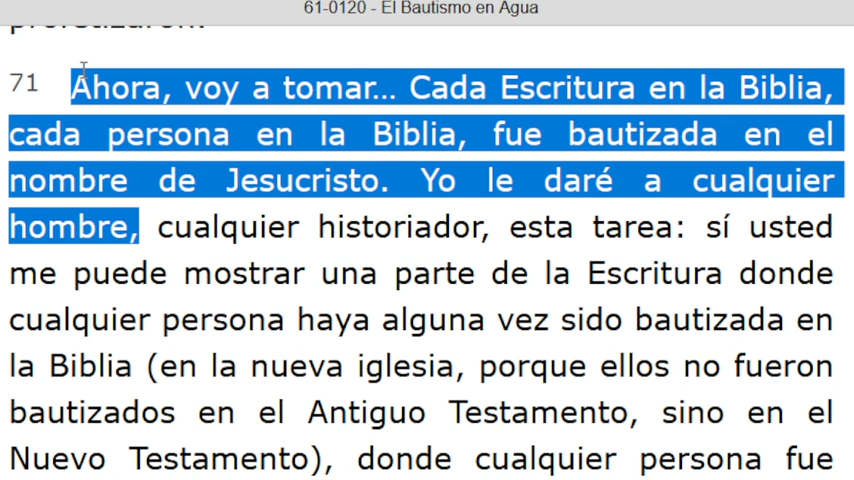 61-0120 - El Bautismo en Agua
profetizaron.
71 Ahora, voy a tomar... Cada Escritura en la Biblia,
cada persona en la Biblia, fue bautizada en el
nombre de Jesucristo. Yo le daré a cualquier
hombre, cualquier historiador, esta tarea: sí usted
me puede mostrar una parte de la Escritura donde
cualquier persona haya alguna vez sido bautizada en
la Biblia (en la nueva iglesia, porque ellos no fueron
bautizados en el Antiguo Testamento, sino en el
Nuevo Testamento), donde cualquier persona fue